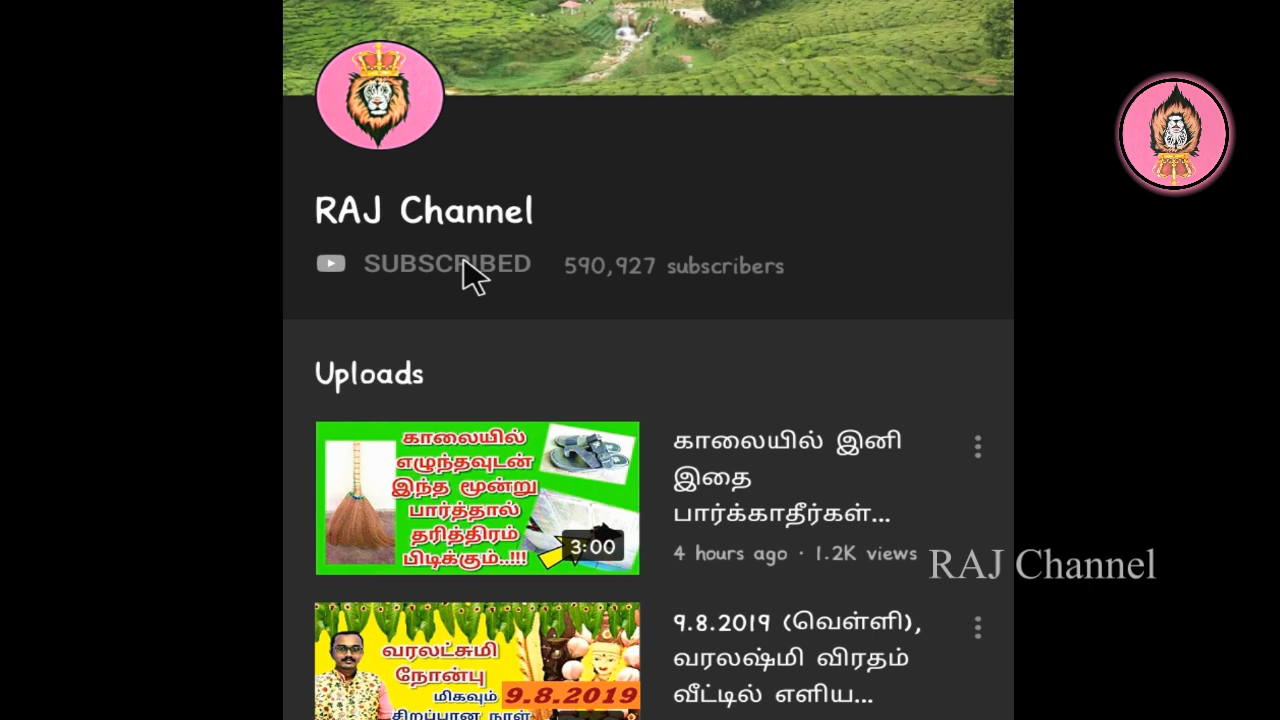 RAJ Channel
SUBSCRIBED 590,927 subscribers
Uploads
காலையில்
எழுந்தவுடன்
இந்த மூன்று
பார்த்தால்
தரித்திரம்
பிடிக்கும்..!!!
3:00
காலையில் இனி
இதை
பார்க்காதீர்கள்...
4 hours ago · 1.2K views
RAJ Channel
வரலட்சுமி
நோன்பு
மிகவும் 9.8.2019
சிறப்பான நாள்
9.8.2019 (வெள்ளி),
வரலஷ்மி விரதம்
வீட்டில் எளிய...